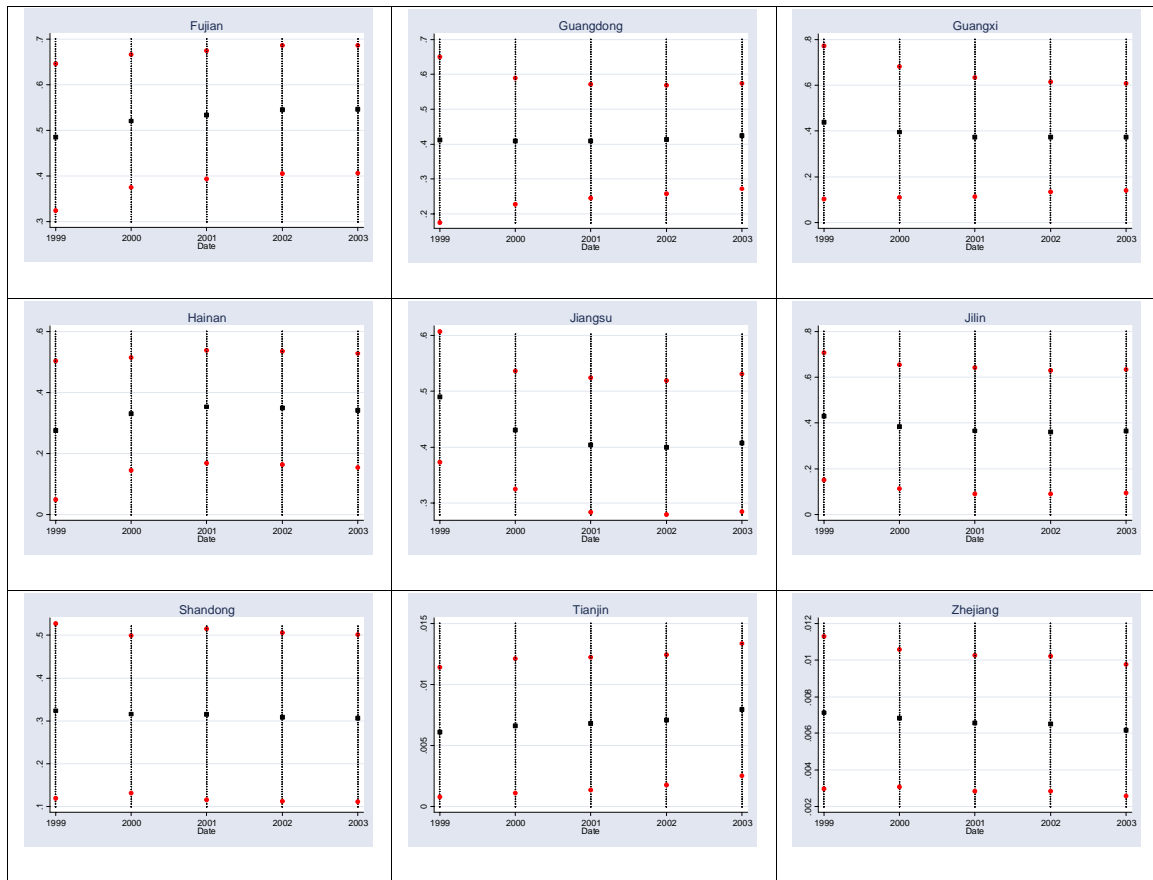 Fujian
.7
.6
.5
.4
.3
1999 2000 2001 2002 2003
Date
Guangdong
.7
.6
.5
.4
.3
.2
1999 2000 2001 2002 2003
Date
Guangxi
.8
.6
.4
.2
0
1999 2000 2001 2002 2003
Date
Hainan
.6
.4
.2
0
1999 2000 2001 2002 2003
Date
Jiangsu
.6
.5
.4
.3
1999 2000 2001 2002 2003
Date
Jilin
.8
.6
.4
.2
0
1999 2000 2001 2002 2003
Date
Shandong
.5
.4
.3
.2
.1
1999 2000 2001 2002 2003
Date
Tianjin
.015
.01
.005
0
1999 2000 2001 2002 2003
Date
Zhejiang
.012
.01
.008
.006
.004
.002
1999 2000 2001 2002 2003
Date